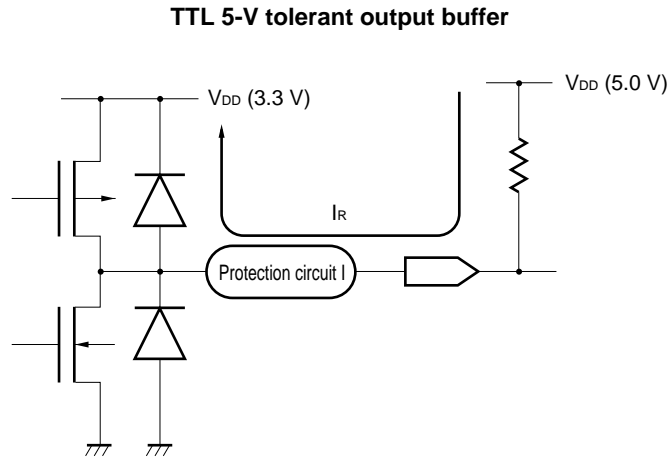 TTL 5-V tolerant output buffer
VDD (3.3 V)
VDD (5.0 V)
IR
Protection circuit I